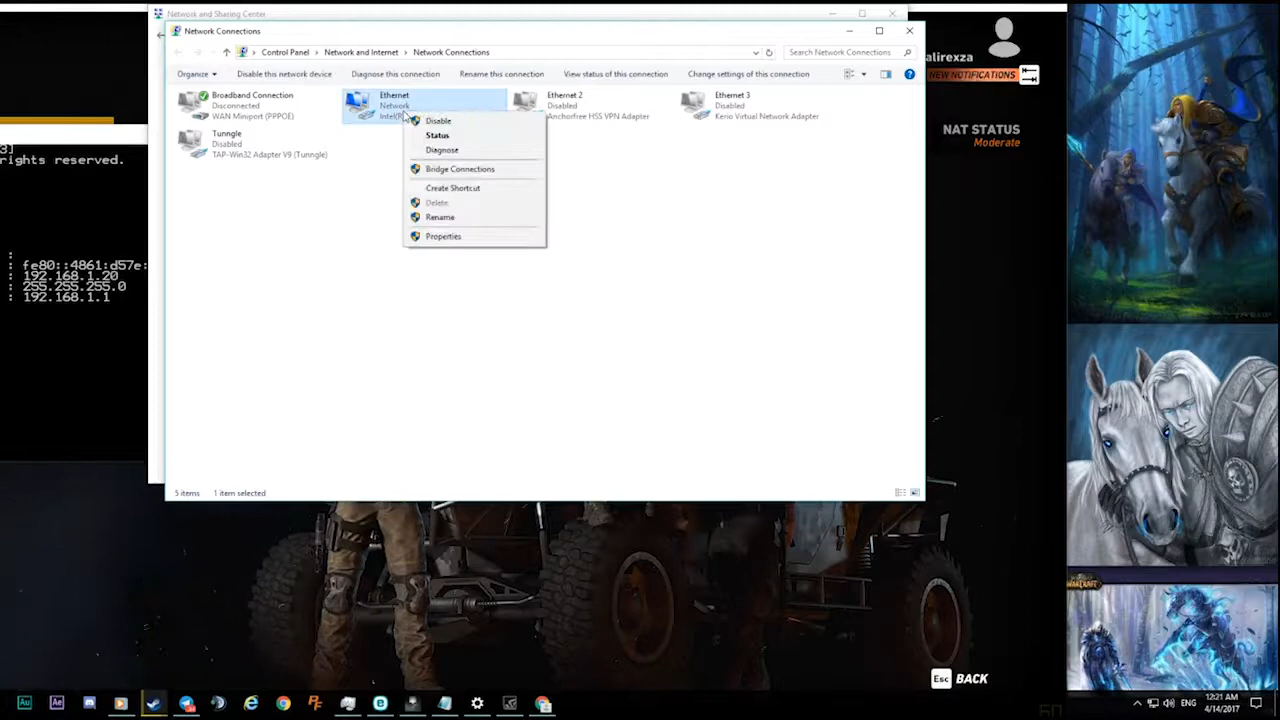 Network and Sharing Center
Network Connections
Control Panel › Network and Internet › Network Connections
Search Network Connections
Organize
Disable this network device
Diagnose this connection
Rename this connection
View status of this connection
Change settings of this connection
Broadband Connection
Disconnected
WAN Miniport (PPPOE)
Ethernet
Network
Intel(R
Ethernet 2
Disabled
Anchorfree HSS VPN Adapter
Ethernet 3
Disabled
Kerio Virtual Network Adapter
Tunngle
Disabled
TAP-Win32 Adapter V9 (Tunngle)
Disable
Status
Diagnose
Bridge Connections
Create Shortcut
Delete
Rename
Properties
5 items
1 item selected
3]
rights reserved.
:
: fe80::4861:d57e:
: 192.168.1.20
: 255.255.255.0
: 192.168.1.1
alirexza
NEW NOTIFICATIONS
NAT STATUS
Moderate
Esc BACK
Au
Ae
ENG
12:21 AM
4/14/2017
60